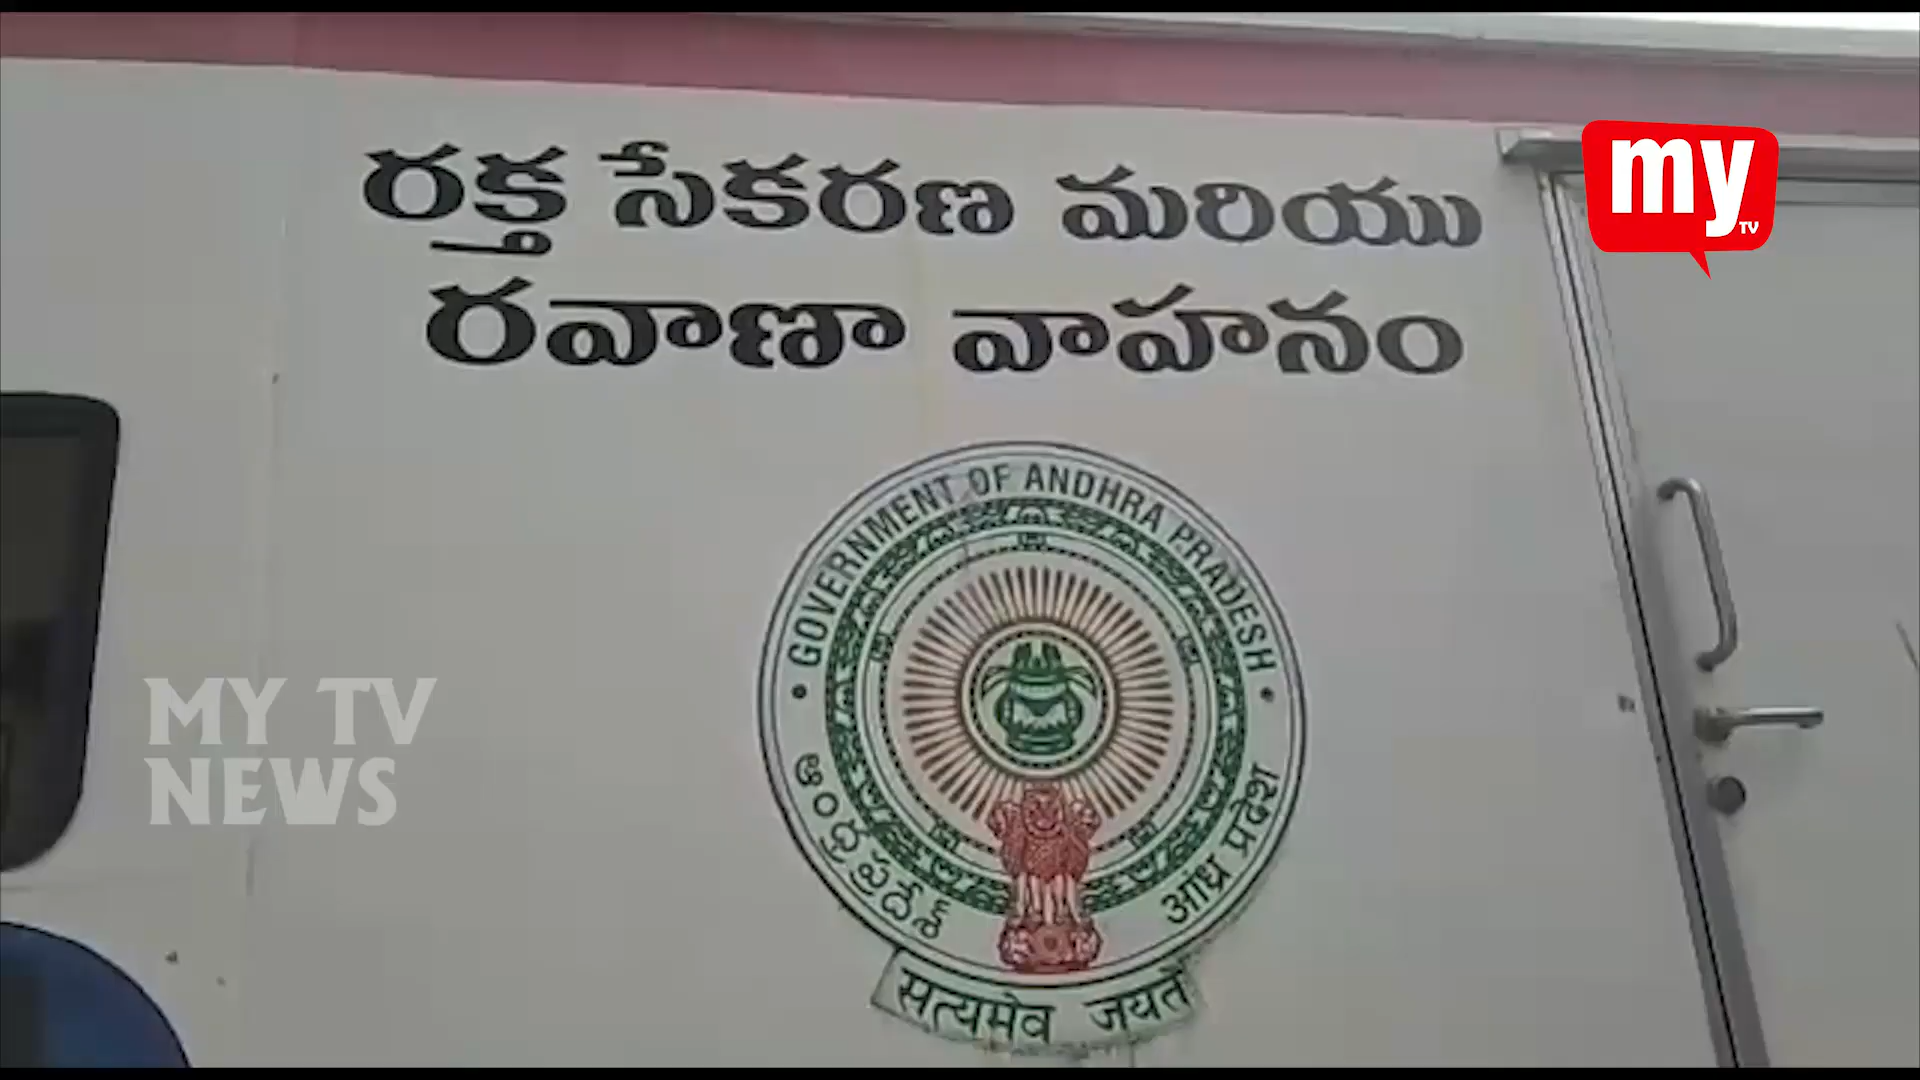 రక్త సేకరణ మరియు
రవాణా వాహనం
my
TV
GOVERNMENT OF ANDHRA PRADESH
ఆంధ్రప్రదేశ్
आंध्र प्रदेश
सत्यमेव जयते
MY TV
NEWS